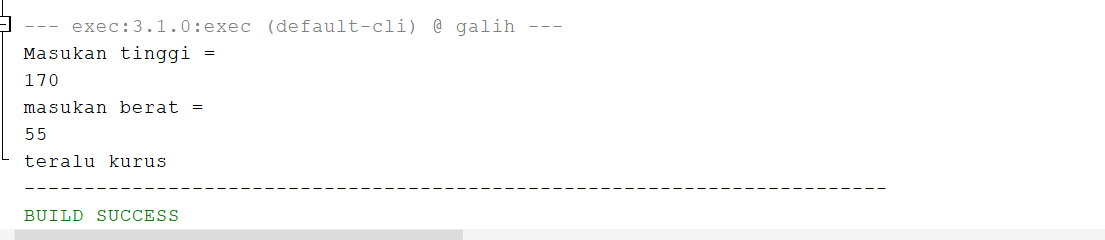 --- exec:3.1.0:exec (default-cli) @ galih ---
Masukan tinggi =
170
masukan berat =
55
teralu kurus
------------------------------------------------------------------------
BUILD SUCCESS